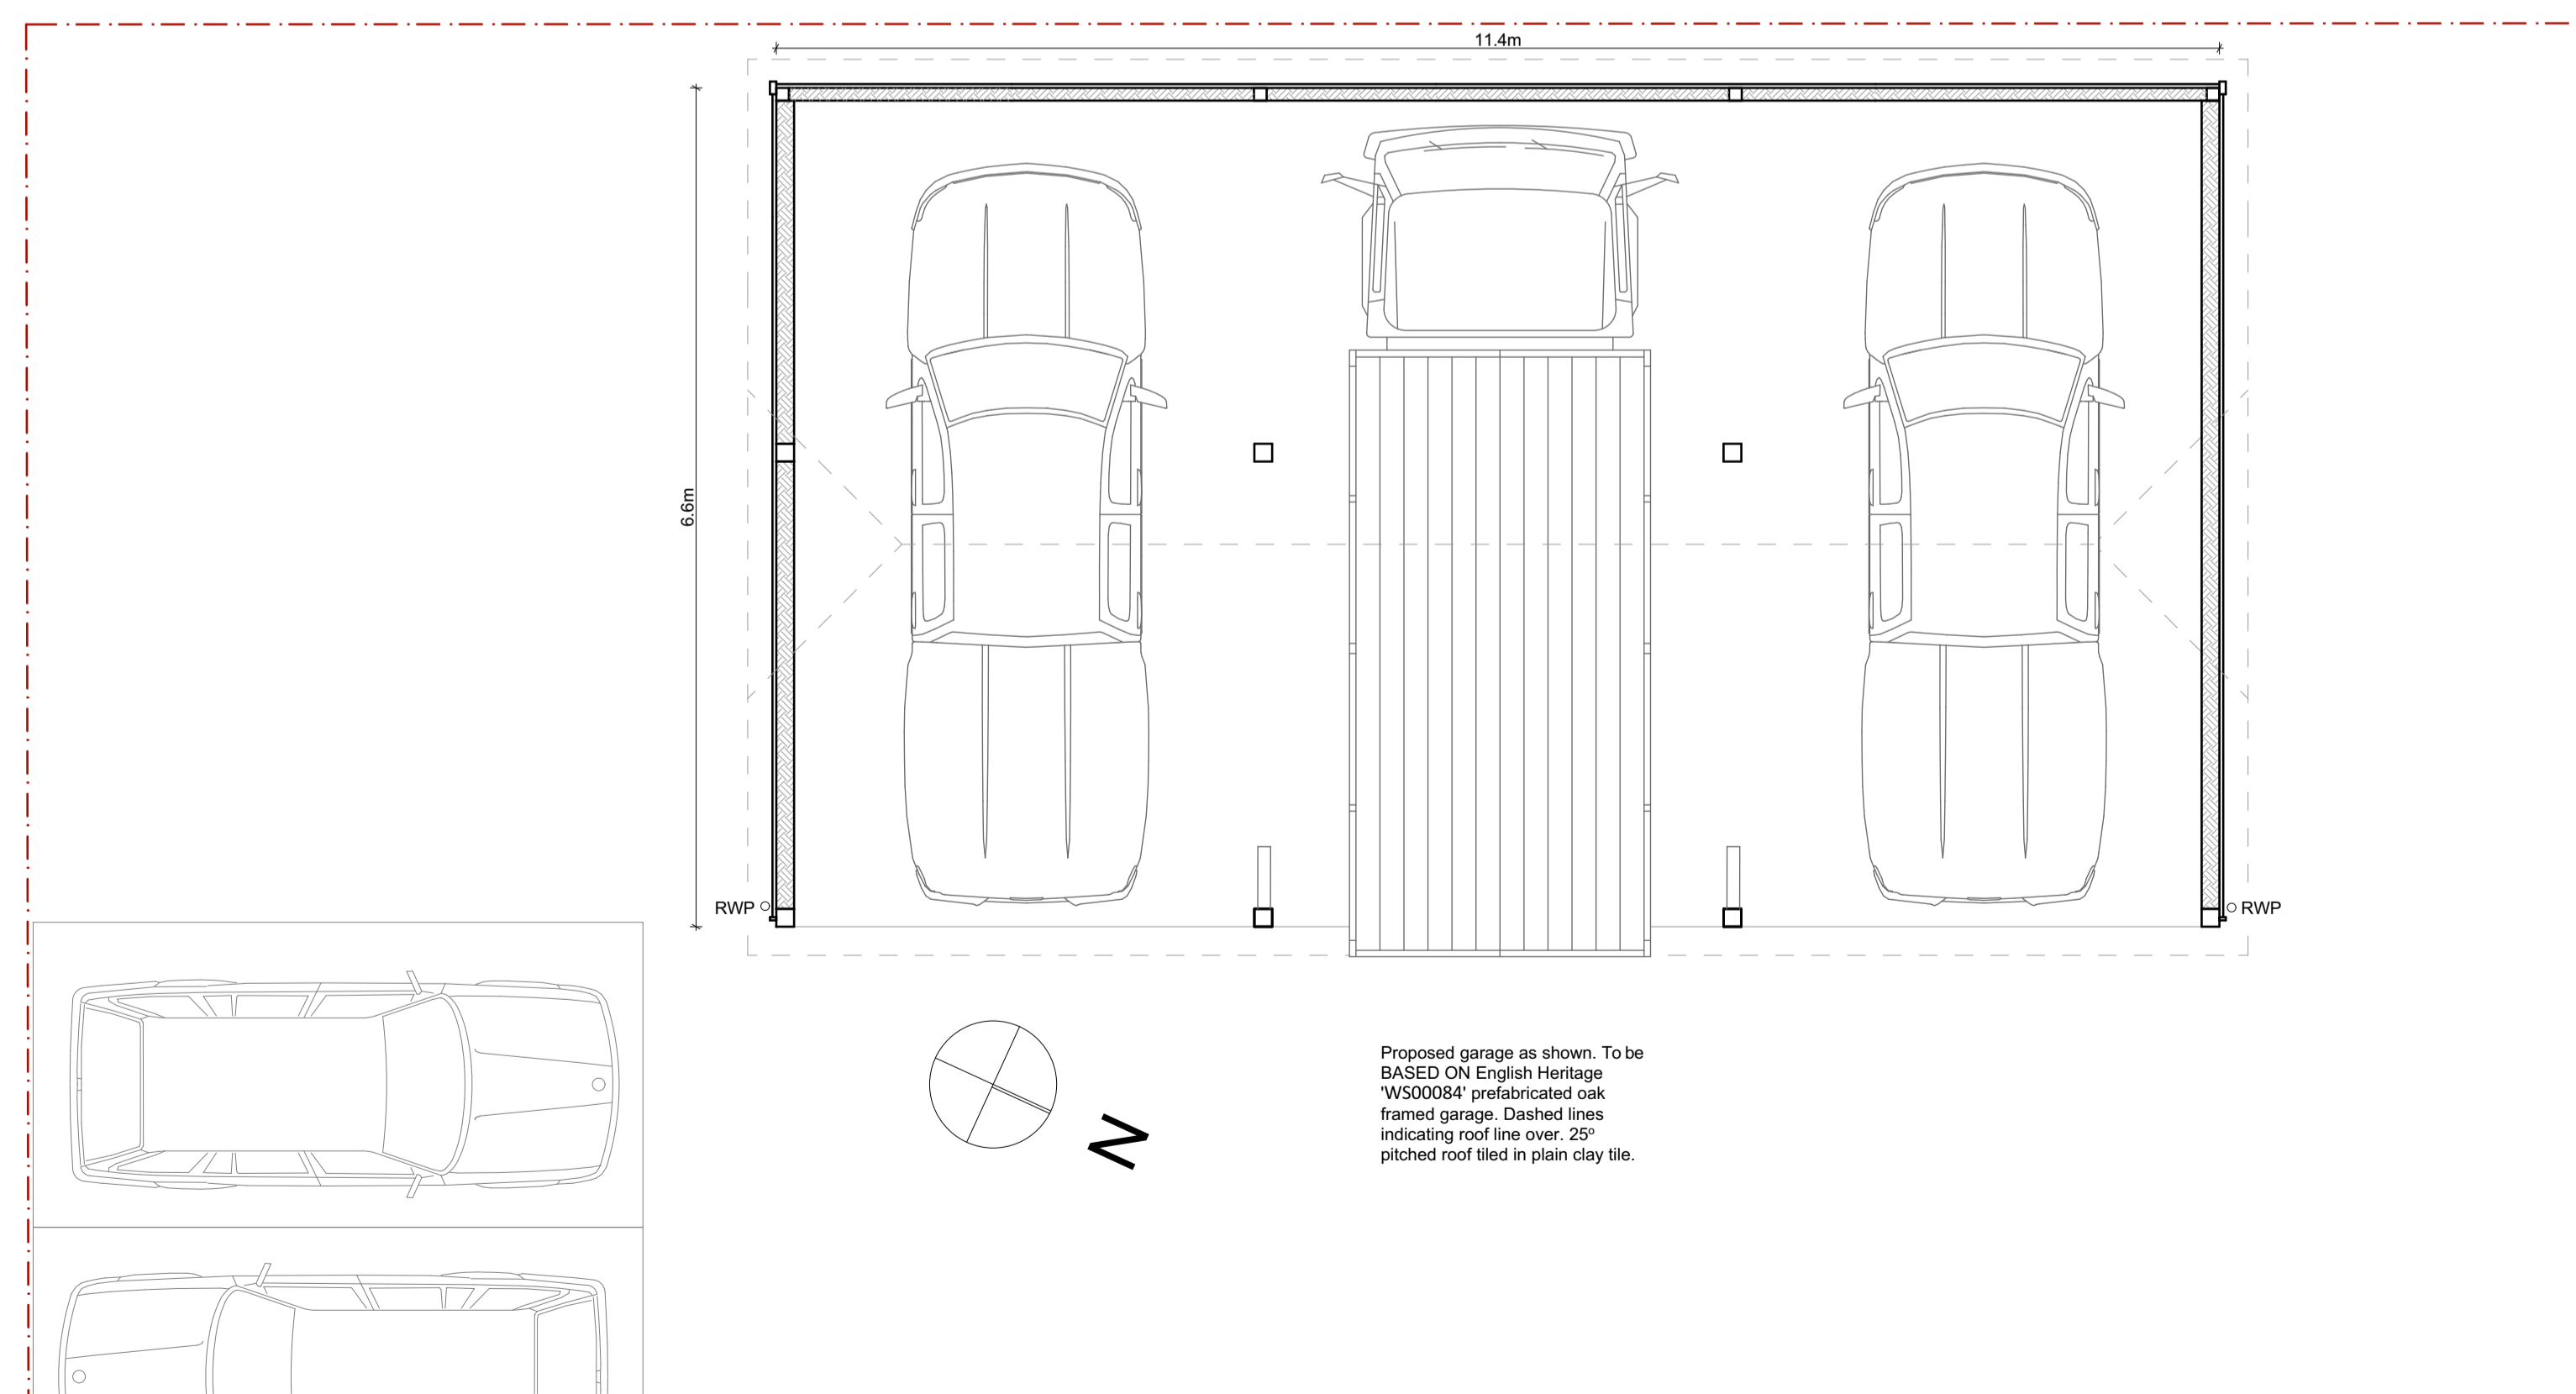 11.4m
6.6m
RWP
RWP
N
Proposed garage as shown. To be
BASED ON English Heritage
'WS00084' prefabricated oak
framed garage. Dashed lines
indicating roof line over. 25º
pitched roof tiled in plain clay tile.